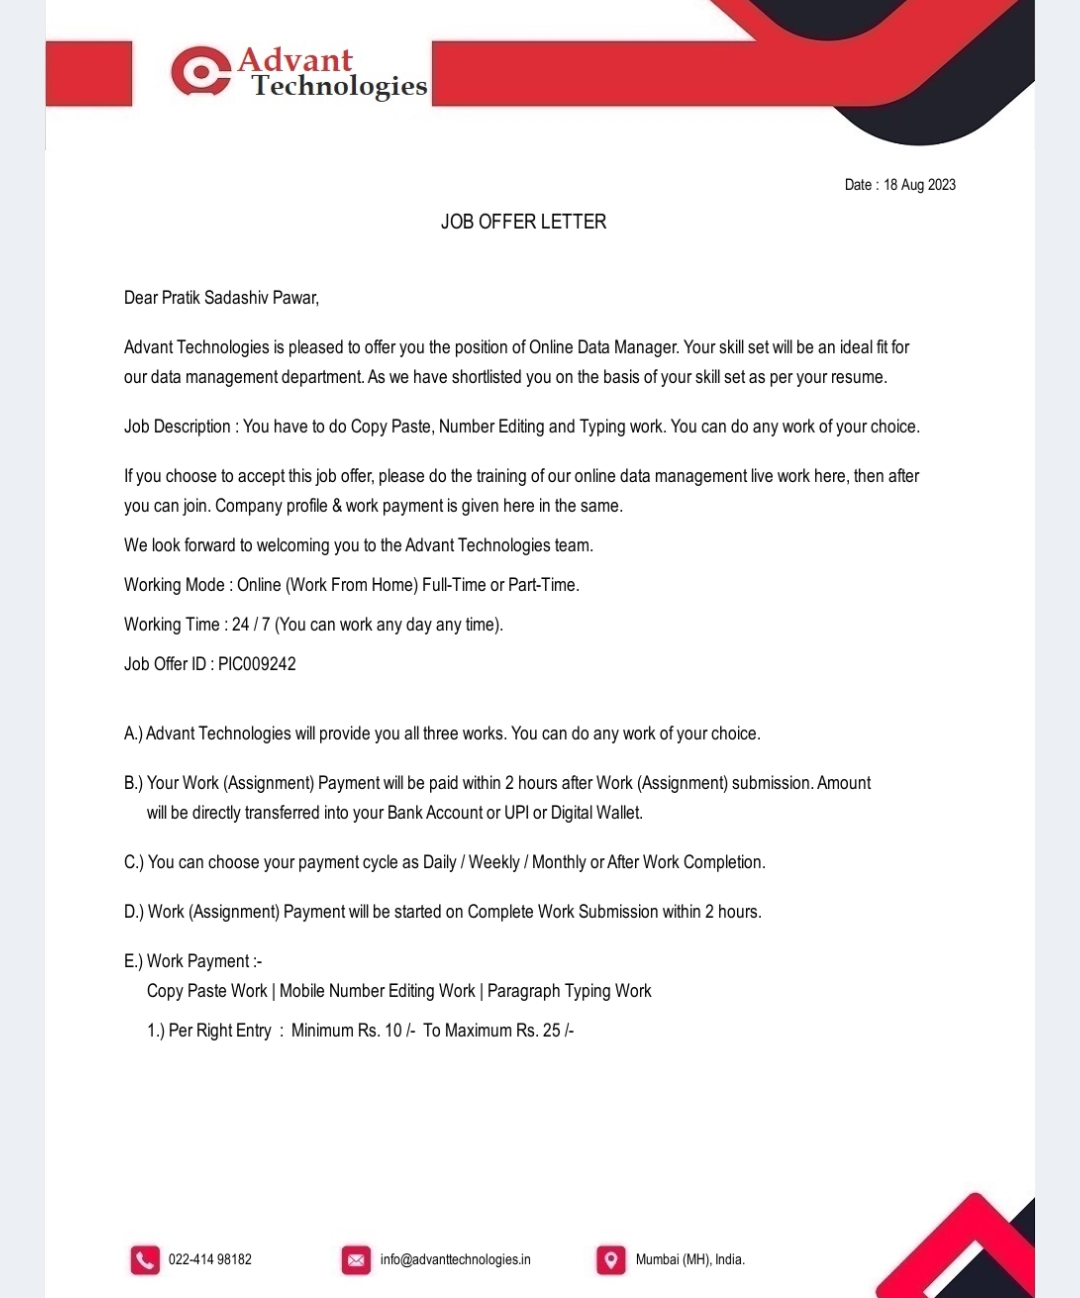 Advant
Technologies
Date : 18 Aug 2023
JOB OFFER LETTER
Dear Pratik Sadashiv Pawar,
Advant Technologies is pleased to offer you the position of Online Data Manager. Your skill set will be an ideal fit for
our data management department. As we have shortlisted you on the basis of your skill set as per your resume.
Job Description : You have to do Copy Paste, Number Editing and Typing work. You can do any work of your choice.
If you choose to accept this job offer, please do the training of our online data management live work here, then after
you can join. Company profile & work payment is given here in the same.
We look forward to welcoming you to the Advant Technologies team.
Working Mode : Online (Work From Home) Full-Time or Part-Time.
Working Time : 24 / 7 (You can work any day any time).
Job Offer ID : PIC009242
A.) Advant Technologies will provide you all three works. You can do any work of your choice.
B.) Your Work (Assignment) Payment will be paid within 2 hours after Work (Assignment) submission. Amount
will be directly transferred into your Bank Account or UPI or Digital Wallet.
C.) You can choose your payment cycle as Daily / Weekly / Monthly or After Work Completion.
D.) Work (Assignment) Payment will be started on Complete Work Submission within 2 hours.
E.) Work Payment :-
Copy Paste Work | Mobile Number Editing Work | Paragraph Typing Work
1.) Per Right Entry : Minimum Rs. 10 /- To Maximum Rs. 25 /-
022-414 98182 info@advanttechnologies.in Mumbai (MH), India.